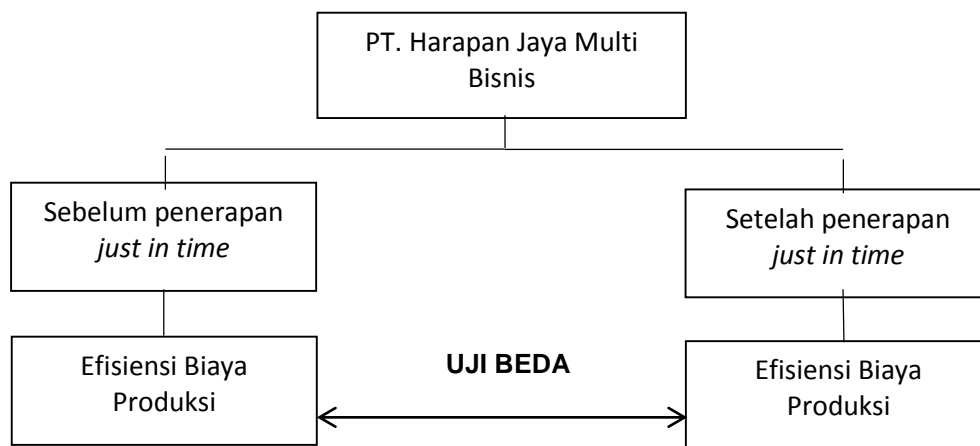 PT. Harapan Jaya Multi
Bisnis
Sebelum penerapan
just in time
Setelah penerapan
just in time
Efisiensi Biaya
Produksi
UJI BEDA
Efisiensi Biaya
Produksi